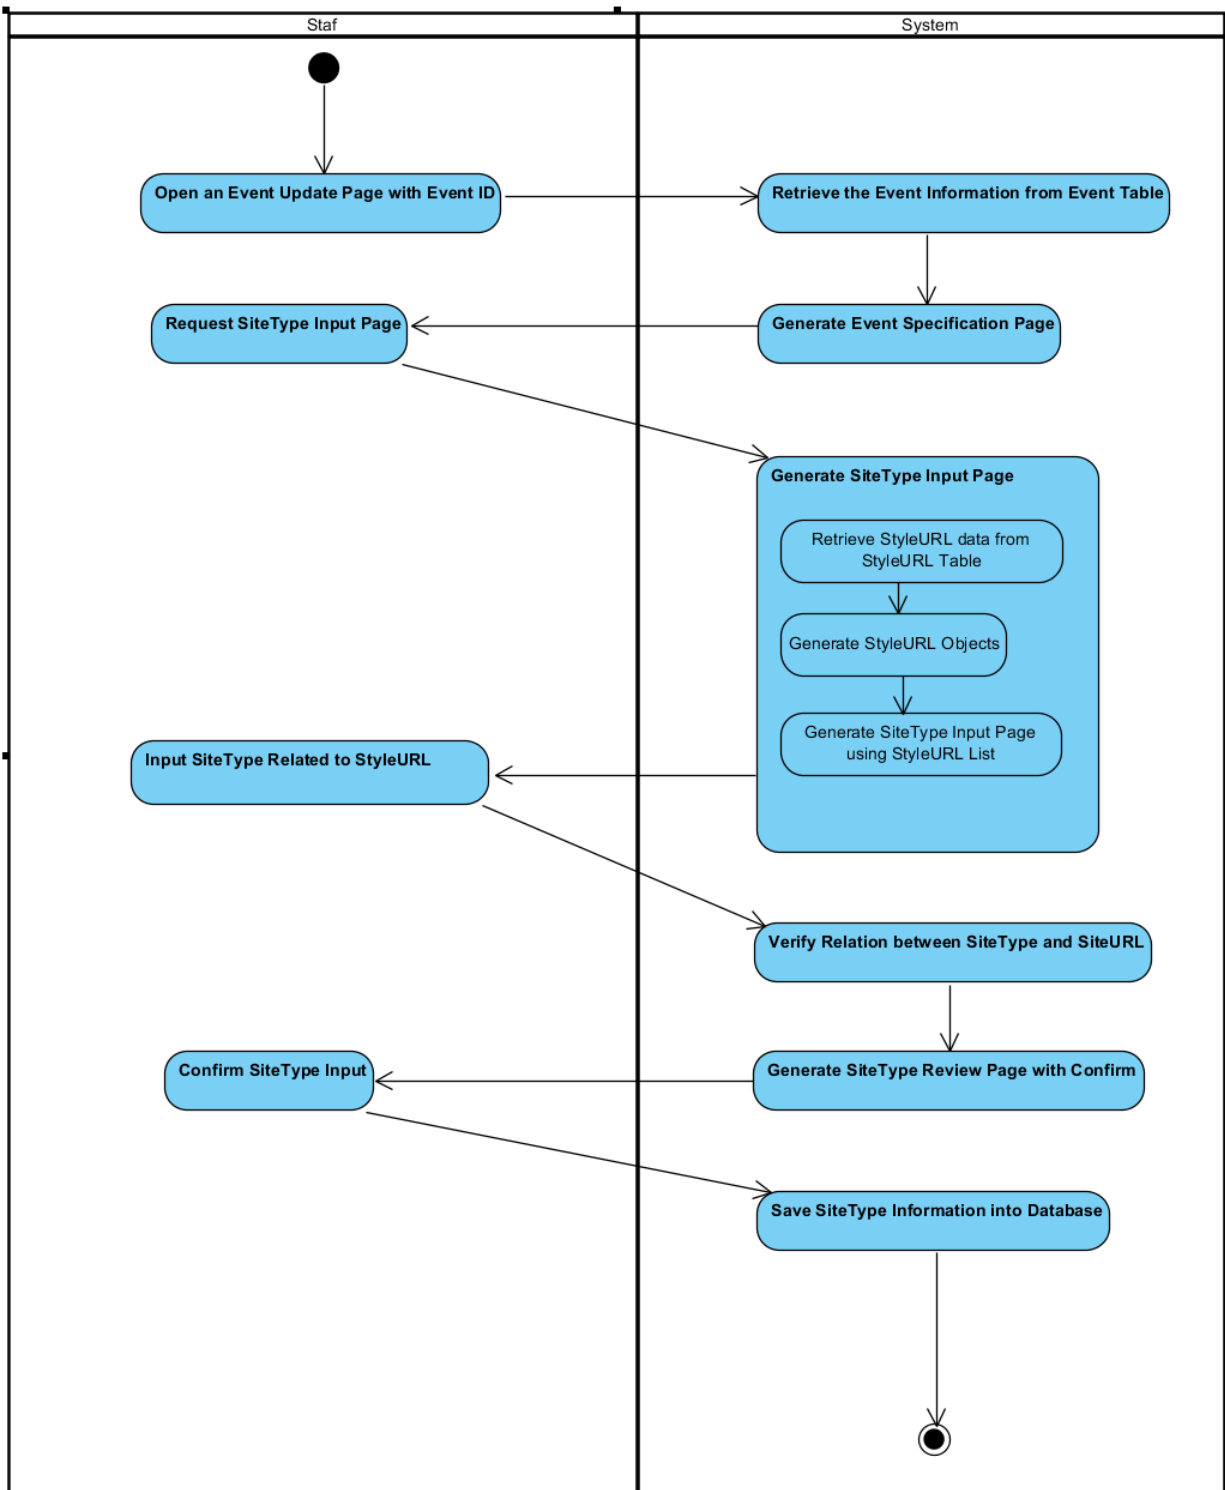 Staf
System
Open an Event Update Page with Event ID
Retrieve the Event Information from Event Table
Request SiteType Input Page
Generate Event Specification Page
Generate SiteType Input Page
Retrieve StyleURL data from
StyleURL Table
Generate StyleURL Objects
Generate SiteType Input Page
using StyleURL List
Input SiteType Related to StyleURL
Verify Relation between SiteType and SiteURL
Confirm SiteType Input
Generate SiteType Review Page with Confirm
Save SiteType Information into Database